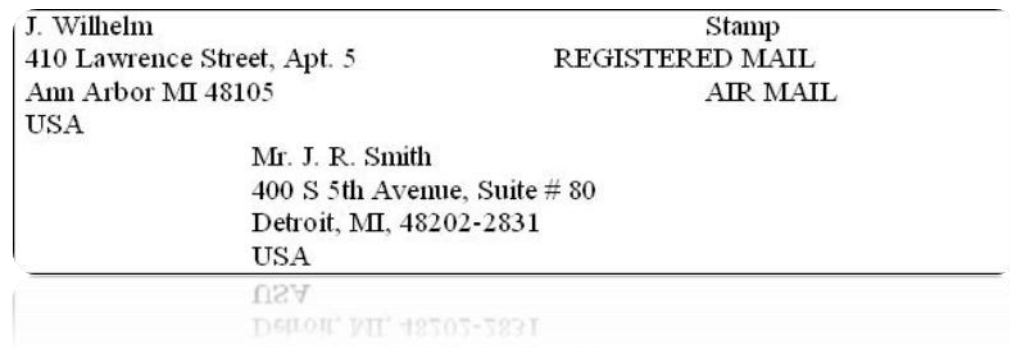 J. Wilhelm
Stamp
410 Lawrence Street, Apt. 5
REGISTERED MAIL
Ann Arbor MI 48105
AIR MAIL
USA
Mr. J. R. Smith
400 S 5th Avenue, Suite # 80
Detroit, MI, 48202-2831
USA